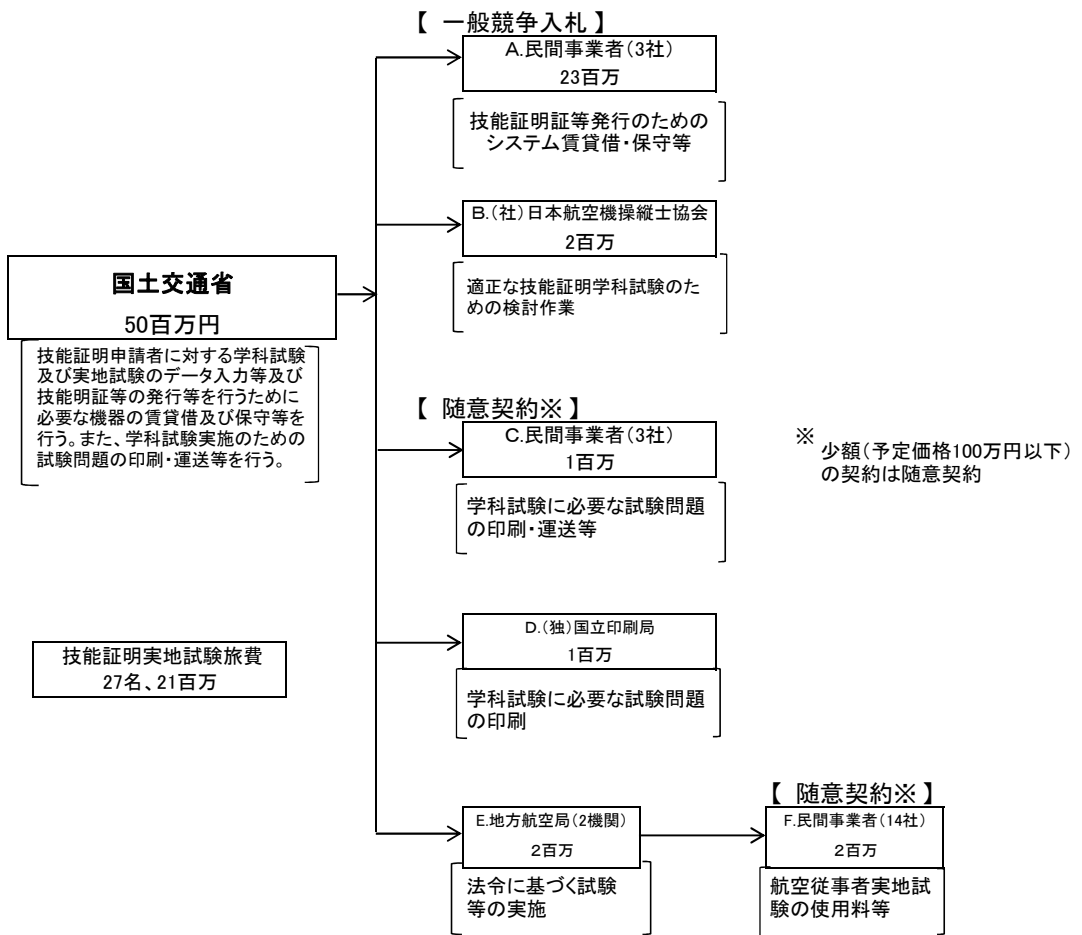 【 一般競争入札 】
A.民間事業者(3社)
23百万
技能証明証等発行のための
システム賃貸借・保守等
B.(社)日本航空機操縦士協会
2百万
適正な技能証明学科試験のた
めの検討作業
国土交通省
50百万円
技能証明申請者に対する学科試験
及び実地試験のデータ入力等及び
技能明証等の発行等を行うために
必要な機器の賃貸借及び保守等を
行う。また、学科試験実施のための
試験問題の印刷・運送等を行う。
【 随意契約※ 】
C.民間事業者(3社)
1百万
学科試験に必要な試験問題
の印刷・運送等
※
少額(予定価格100万円以下)
の契約は随意契約
D.(独)国立印刷局
1百万
学科試験に必要な試験問題
の印刷
技能証明実地試験旅費
27名、21百万
E.地方航空局(2機関)
2百万
法令に基づく試験
等の実施
【 随意契約※ 】
F.民間事業者(14社)
2百万
航空従事者実地試
験の使用料等